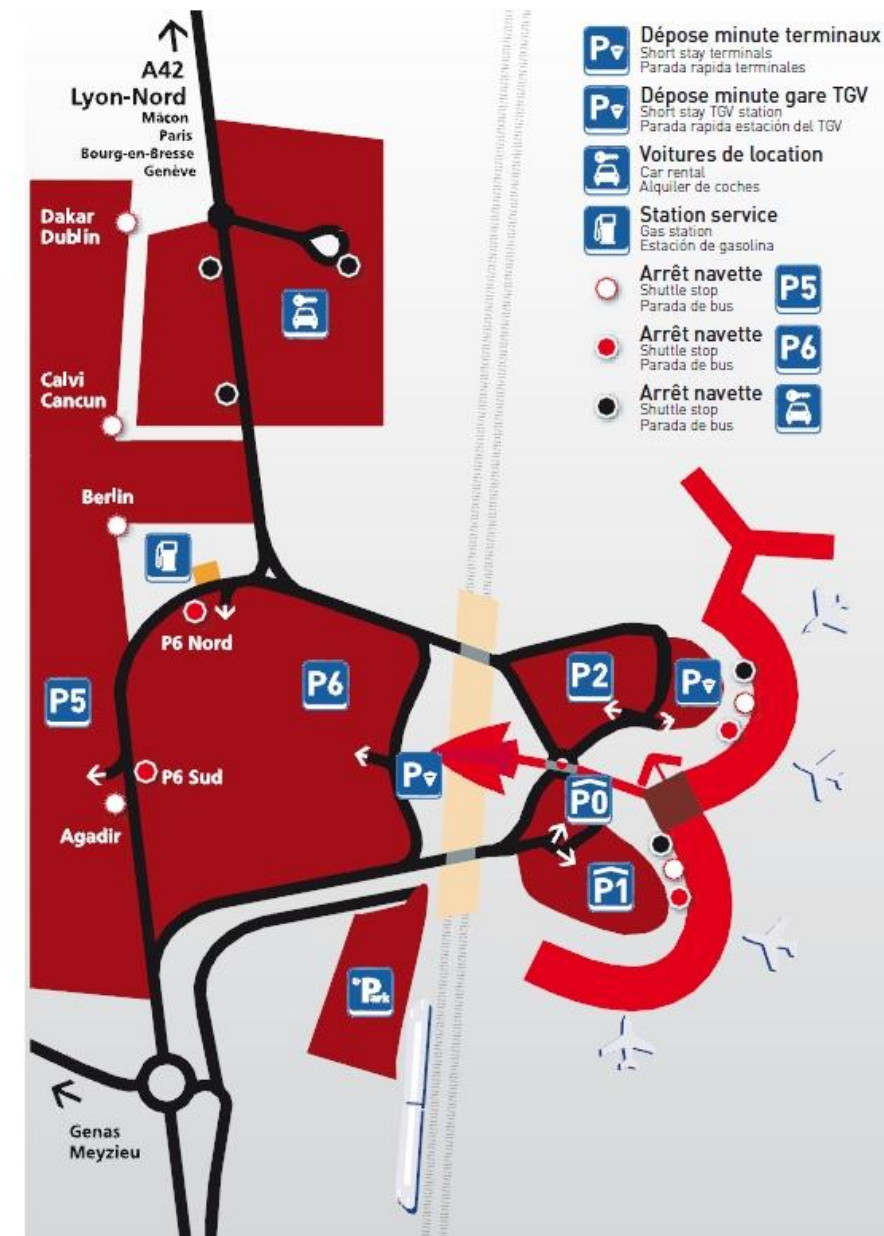 A42
Lyon-Nord
Mâcon
Paris
Bourg-en-Bresse
Genève
P
Dépose minute terminaux
Short stay terminals
Parada rapida terminales
P
Dépose minute gare TGV
Short stay TGV station
Parada rapida estación del TGV
Voitures de location
Car rental
Alquiler de coches
Station service
Gas station
Estación de gasolina
Arrêt navette
Shuttle stop
Parada de bus
P5
Arrêt navette
Shuttle stop
Parada de bus
P6
Arrêt navette
Shuttle stop
Parada de bus
Dakar
Dublín
Calvi
Cancun
Berlin
P6 Nord
P5
P6
P2
P
P6 Sud
P
P0
Agadir
P1
Park
Genas
Meyzieu